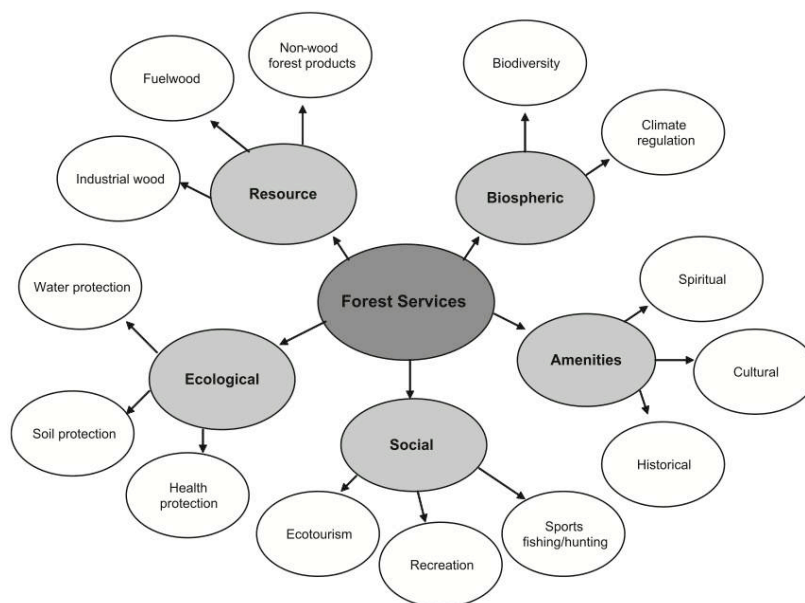 Non-wood
forest products
Fuelwood
Industrial wood
Resource
Biodiversity
Climate
regulation
Biospheric
Forest Services
Water protection
Soil protection
Health
protection
Ecological
Spiritual
Cultural
Historical
Amenities
Social
Ecotourism
Recreation
Sports
fishing/hunting